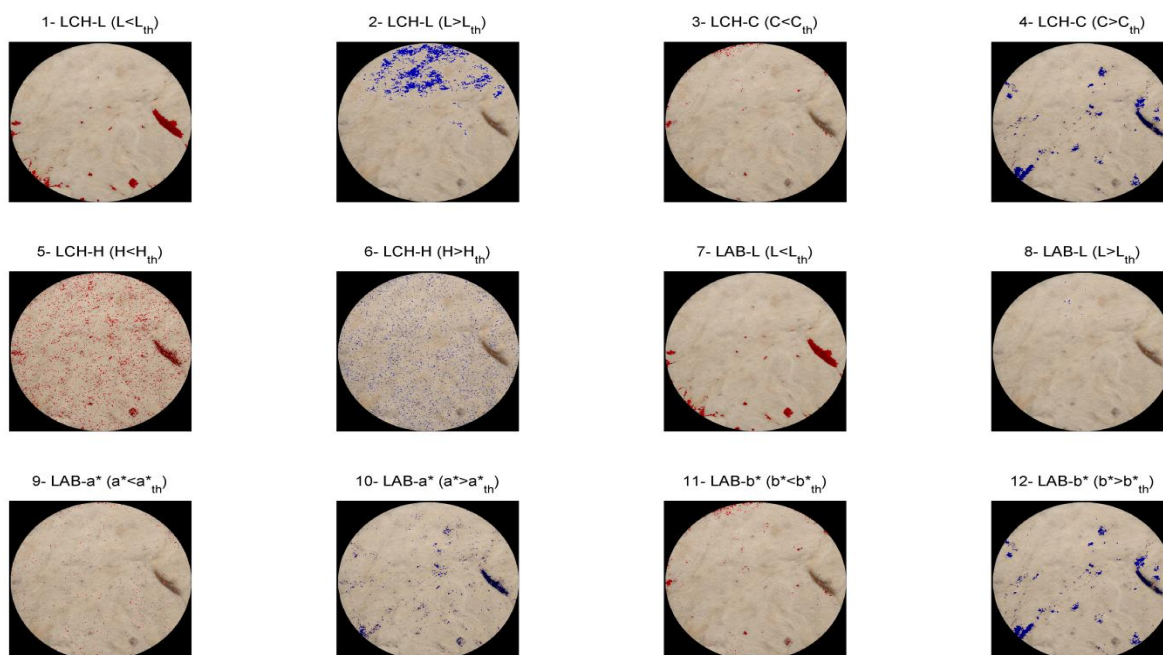 1- LCH-L (L<L_th)
2- LCH-L (L>L_th)
3- LCH-C (C<C_th)
4- LCH-C (C>C_th)
5- LCH-H (H<H_th)
6- LCH-H (H>H_th)
7- LAB-L (L<L_th)
8- LAB-L (L>L_th)
9- LAB-a* (a*<a*_th)
10- LAB-a* (a*>a*_th)
11- LAB-b* (b*<b*_th)
12- LAB-b* (b*>b*_th)